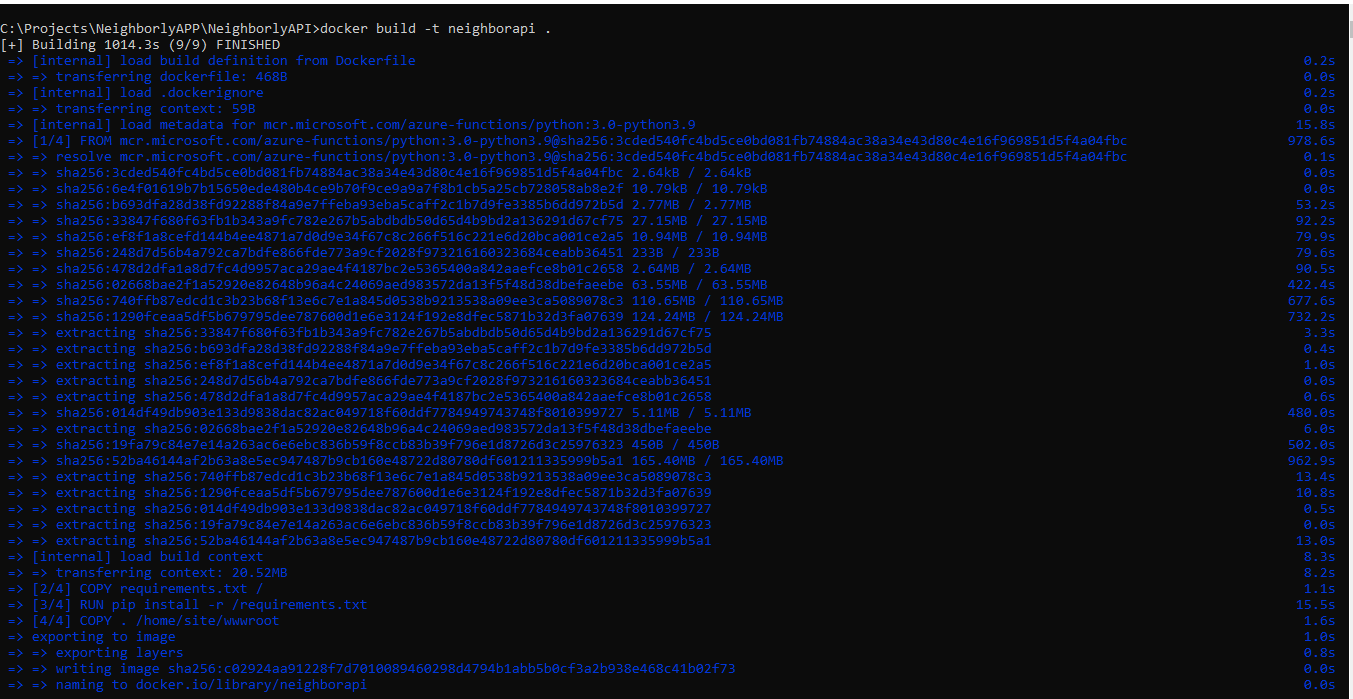 C:\Projects\NeighborlyAPP\NeighborlyAPI>docker build -t neighborapi .
[+] Building 1014.3s (9/9) FINISHED
=> [internal] load build definition from Dockerfile 0.2s
=> => transferring dockerfile: 468B 0.0s
=> [internal] load .dockerignore 0.2s
=> => transferring context: 59B 0.0s
=> [internal] load metadata for mcr.microsoft.com/azure-functions/python:3.0-python3.9 15.8s
=> [1/4] FROM mcr.microsoft.com/azure-functions/python:3.0-python3.9@sha256:3cded540fc4bd5ce0bd081fb74884ac38a34e43d80c4e16f969851d5f4a04fbc 978.6s
=> => resolve mcr.microsoft.com/azure-functions/python:3.0-python3.9@sha256:3cded540fc4bd5ce0bd081fb74884ac38a34e43d80c4e16f969851d5f4a04fbc 0.1s
=> => sha256:3cded540fc4bd5ce0bd081fb74884ac38a34e43d80c4e16f969851d5f4a04fbc 2.64kB / 2.64kB 0.0s
=> => sha256:6e4f01619b7b15650ede480b4ce9b70f9ce9a9a7f8b1cb5a25cb728058ab8e2f 10.79kB / 10.79kB 0.0s
=> => sha256:b693dfa28d38fd92288f84a9e7ffeba93eba5caff2c1b7d9fe3385b6dd972b5d 2.77MB / 2.77MB 53.2s
=> => sha256:33847f680f63fb1b343a9fc782e267b5abdbdb50d65d4b9bd2a136291d67cf75 27.15MB / 27.15MB 92.2s
=> => sha256:ef8f1a8cefd144b4ee4871a7d0d9e34f67c8c266f516c221e6d20bca001ce2a5 10.94MB / 10.94MB 79.9s
=> => sha256:248d7d56b4a792ca7bdfe866fde773a9cf2028f973216160323684ceabb36451 233B / 233B 79.6s
=> => sha256:478d2dfa1a8d7fc4d9957aca29ae4f4187bc2e5365400a842aaefce8b01c2658 2.64MB / 2.64MB 90.5s
=> => sha256:02668bae2f1a52920e82648b96a4c24069aed983572da13f5f48d38dbefaeebe 63.55MB / 63.55MB 422.4s
=> => sha256:740ffb87edcd1c3b23b68f13e6c7e1a845d0538b9213538a09ee3ca5089078c3 110.65MB / 110.65MB 677.6s
=> => sha256:1290fceaa5df5b679795dee787600d1e6e3124f192e8dfec5871b32d3fa07639 124.24MB / 124.24MB 732.2s
=> => extracting sha256:33847f680f63fb1b343a9fc782e267b5abdbdb50d65d4b9bd2a136291d67cf75 3.3s
=> => extracting sha256:b693dfa28d38fd92288f84a9e7ffeba93eba5caff2c1b7d9fe3385b6dd972b5d 0.4s
=> => extracting sha256:ef8f1a8cefd144b4ee4871a7d0d9e34f67c8c266f516c221e6d20bca001ce2a5 1.0s
=> => extracting sha256:248d7d56b4a792ca7bdfe866fde773a9cf2028f973216160323684ceabb36451 0.0s
=> => extracting sha256:478d2dfa1a8d7fc4d9957aca29ae4f4187bc2e5365400a842aaefce8b01c2658 0.6s
=> => sha256:014df49db903e133d9838dac82ac049718f60ddf7784949743748f8010399727 5.11MB / 5.11MB 480.0s
=> => extracting sha256:02668bae2f1a52920e82648b96a4c24069aed983572da13f5f48d38dbefaeebe 6.0s
=> => sha256:19fa79c84e7e14a263ac6e6ebc836b59f8ccb83b39f796e1d8726d3c25976323 450B / 450B 502.0s
=> => sha256:52ba46144af2b63a8e5ec947487b9cb160e48722d80780df601211335999b5a1 165.40MB / 165.40MB 962.9s
=> => extracting sha256:740ffb87edcd1c3b23b68f13e6c7e1a845d0538b9213538a09ee3ca5089078c3 13.4s
=> => extracting sha256:1290fceaa5df5b679795dee787600d1e6e3124f192e8dfec5871b32d3fa07639 10.8s
=> => extracting sha256:014df49db903e133d9838dac82ac049718f60ddf7784949743748f8010399727 0.5s
=> => extracting sha256:19fa79c84e7e14a263ac6e6ebc836b59f8ccb83b39f796e1d8726d3c25976323 0.0s
=> => extracting sha256:52ba46144af2b63a8e5ec947487b9cb160e48722d80780df601211335999b5a1 13.0s
=> [internal] load build context 8.3s
=> => transferring context: 20.52MB 8.2s
=> [2/4] COPY requirements.txt / 1.1s
=> [3/4] RUN pip install -r /requirements.txt 15.5s
=> [4/4] COPY . /home/site/wwwroot 1.6s
=> exporting to image 1.0s
=> => exporting layers 0.8s
=> => writing image sha256:c02924aa91228f7d7010089460298d4794b1abb5b0cf3a2b938e468c41b02f73 0.0s
=> => naming to docker.io/library/neighborapi 0.0s